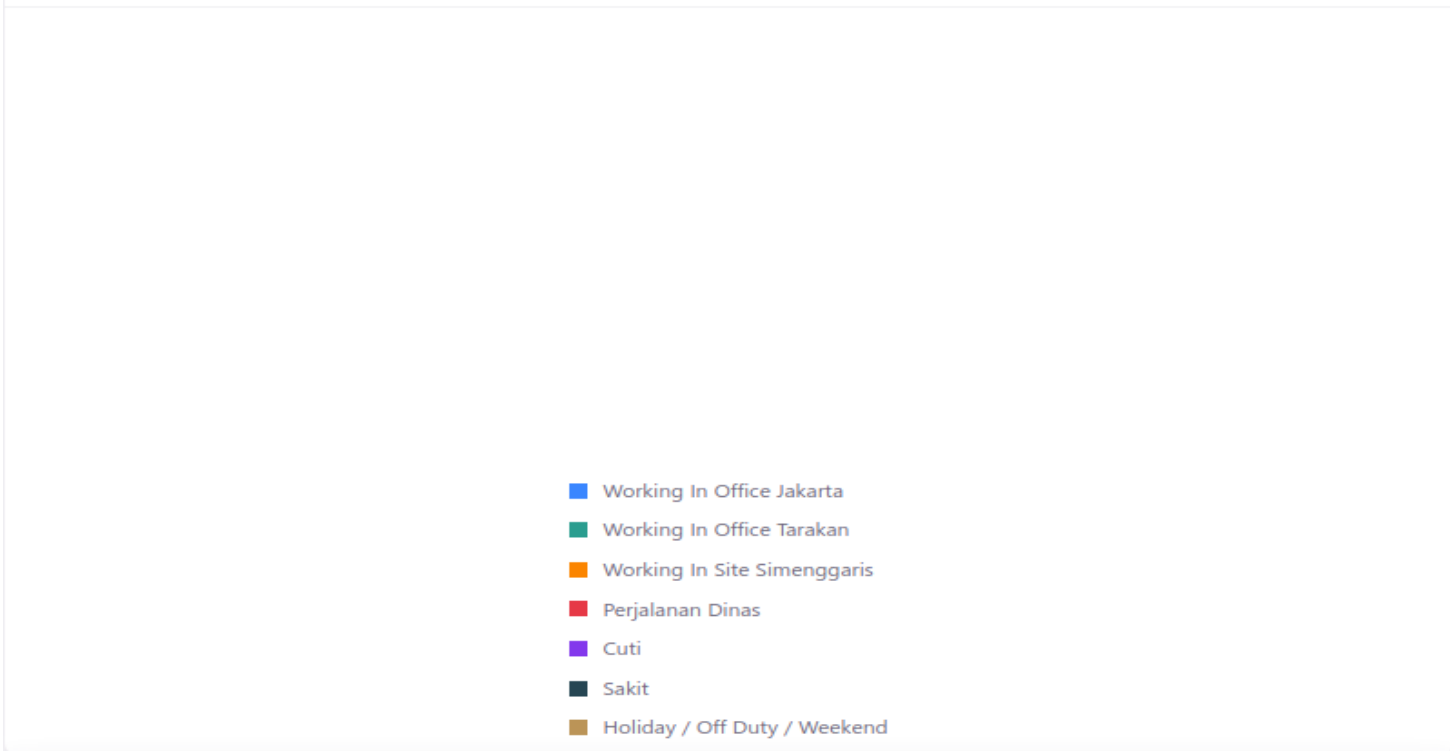 Working In Office Jakarta
Working In Office Tarakan
Working In Site Simenggaris
Perjalanan Dinas
Cuti
Sakit
Holiday / Off Duty / Weekend